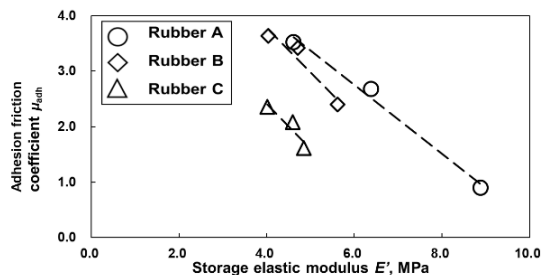 4.0
3.0
2.0
1.0
0.0
Adhesion friction
coefficient μadh
Rubber A
Rubber B
Rubber C
0.0 2.0 4.0 6.0 8.0 10.0
Storage elastic modulus E', MPa